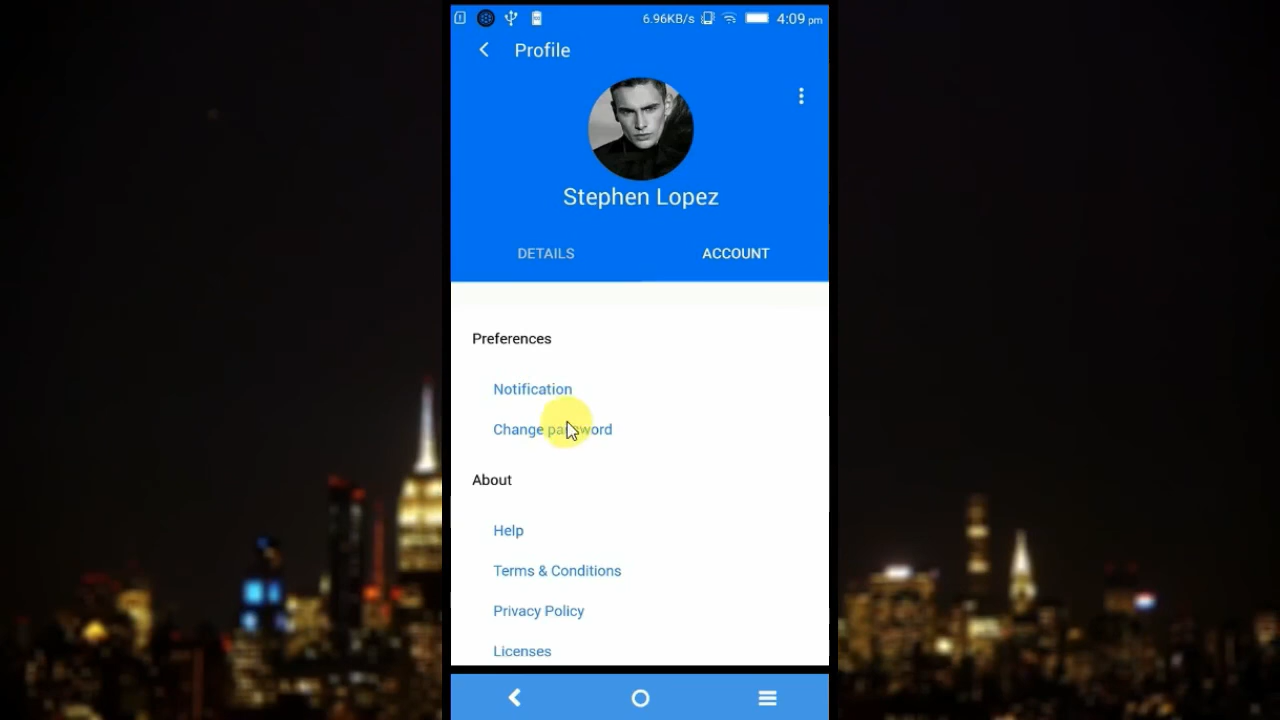 6.96KB/s 4:09 pm
Profile
Stephen Lopez
DETAILS ACCOUNT
Preferences
Notification
Change password
About
Help
Terms & Conditions
Privacy Policy
Licenses